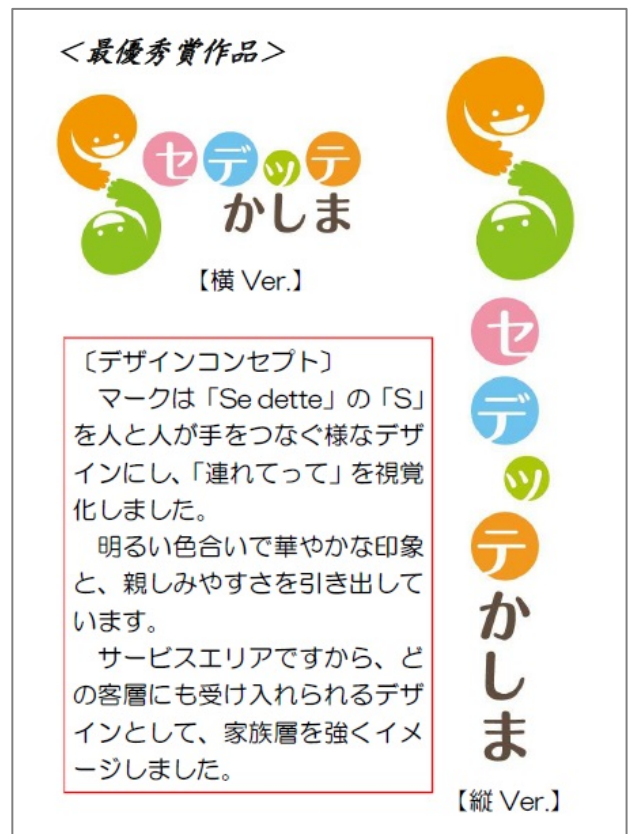 ＜最優秀賞作品＞
セデッテ
かしま
【横 Ver.】
〔デザインコンセプト〕
　マークは「Se dette」の「S」
を人と人が手をつなぐ様なデザ
インにし、「連れてって」を視覚
化しました。
　明るい色合いで華やかな印象
と、親しみやすさを引き出して
います。
　サービスエリアですから、ど
の客層にも受け入れられるデザ
インとして、家族層を強くイメ
ージしました。
セデッテかしま
【縦 Ver.】